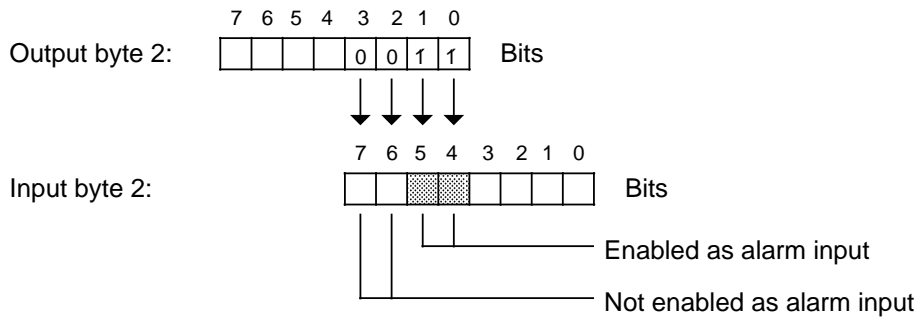 7 6 5 4 3 2 1 0
Output byte 2: 0 0 1 1 Bits
7 6 5 4 3 2 1 0
Input byte 2: Bits
Enabled as alarm input
Not enabled as alarm input